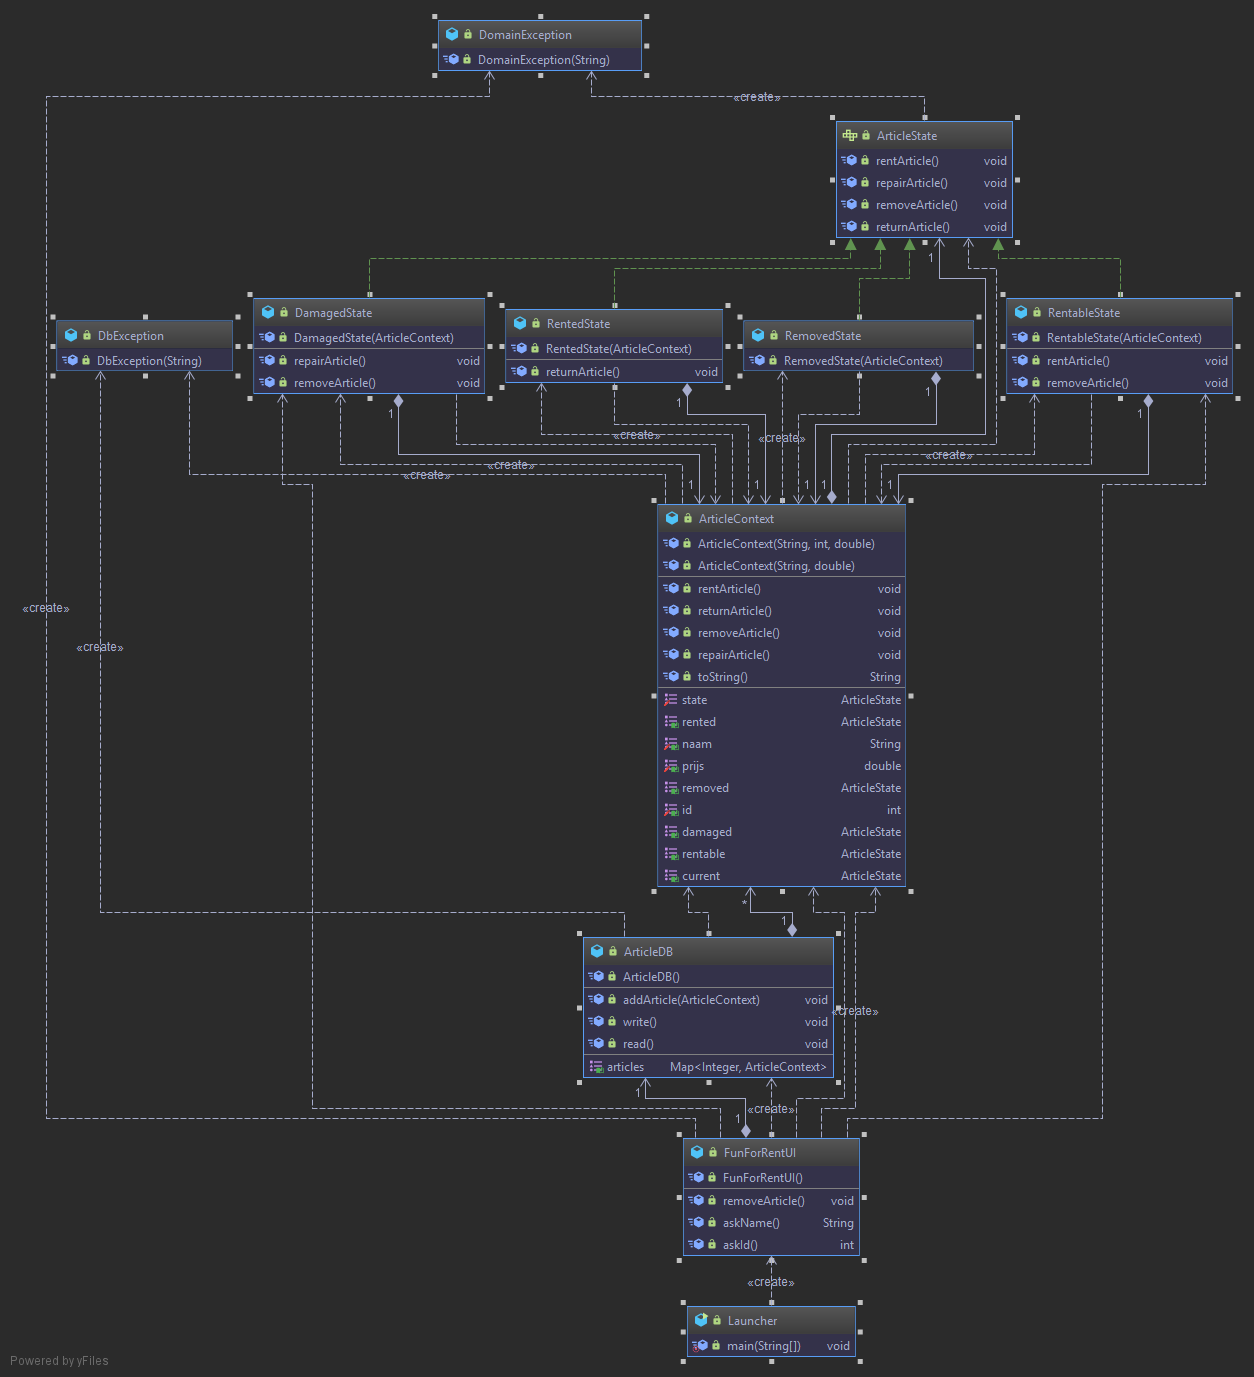 DomainException
DomainException(String)
«create»
ArticleState
rentArticle() void
repairArticle() void
removeArticle() void
returnArticle() void
1
DamagedState
DamagedState(ArticleContext)
repairArticle() void
removeArticle() void
RentedState
RentedState(ArticleContext)
returnArticle() void
RemovedState
RemovedState(ArticleContext)
RentableState
RentableState(ArticleContext)
rentArticle() void
removeArticle() void
DbException
DbException(String)
1
1
1
1
«create»
«create»
«create»
«create»
«create»
1
1
1
1
1
ArticleContext
ArticleContext(String, int, double)
ArticleContext(String, double)
rentArticle() void
returnArticle() void
removeArticle() void
repairArticle() void
toString() String
state ArticleState
rented ArticleState
naam String
prijs double
removed ArticleState
id int
damaged ArticleState
rentable ArticleState
current ArticleState
«create»
«create»
*
1
ArticleDB
ArticleDB()
addArticle(ArticleContext) void
write() void
read() void
articles Map<Integer, ArticleContext>
«create»
1
«create»
1
FunForRentUI
FunForRentUI()
removeArticle() void
askName() String
askId() int
«create»
Launcher
main(String[]) void
Powered by yFiles